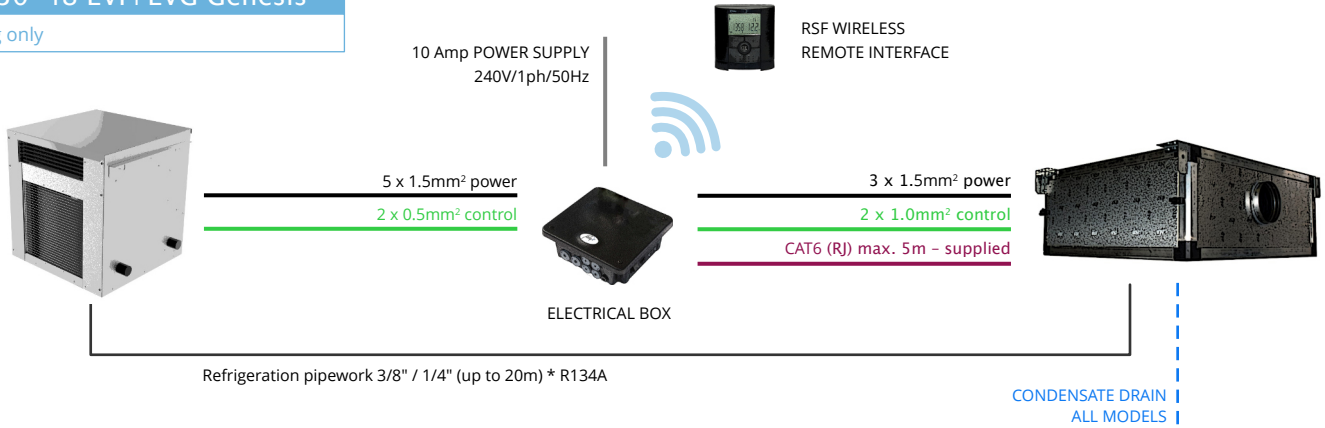 Genesis
only
10 Amp POWER SUPPLY
240V/1ph/50Hz
RSF WIRELESS
REMOTE INTERFACE
5 x 1.5mm² power
2 x 0.5mm² control
3 x 1.5mm² power
2 x 1.0mm² control
CAT6 (RJ) max. 5m – supplied
ELECTRICAL BOX
Refrigeration pipework 3/8" / 1/4" (up to 20m) * R134A
CONDENSATE DRAIN
ALL MODELS